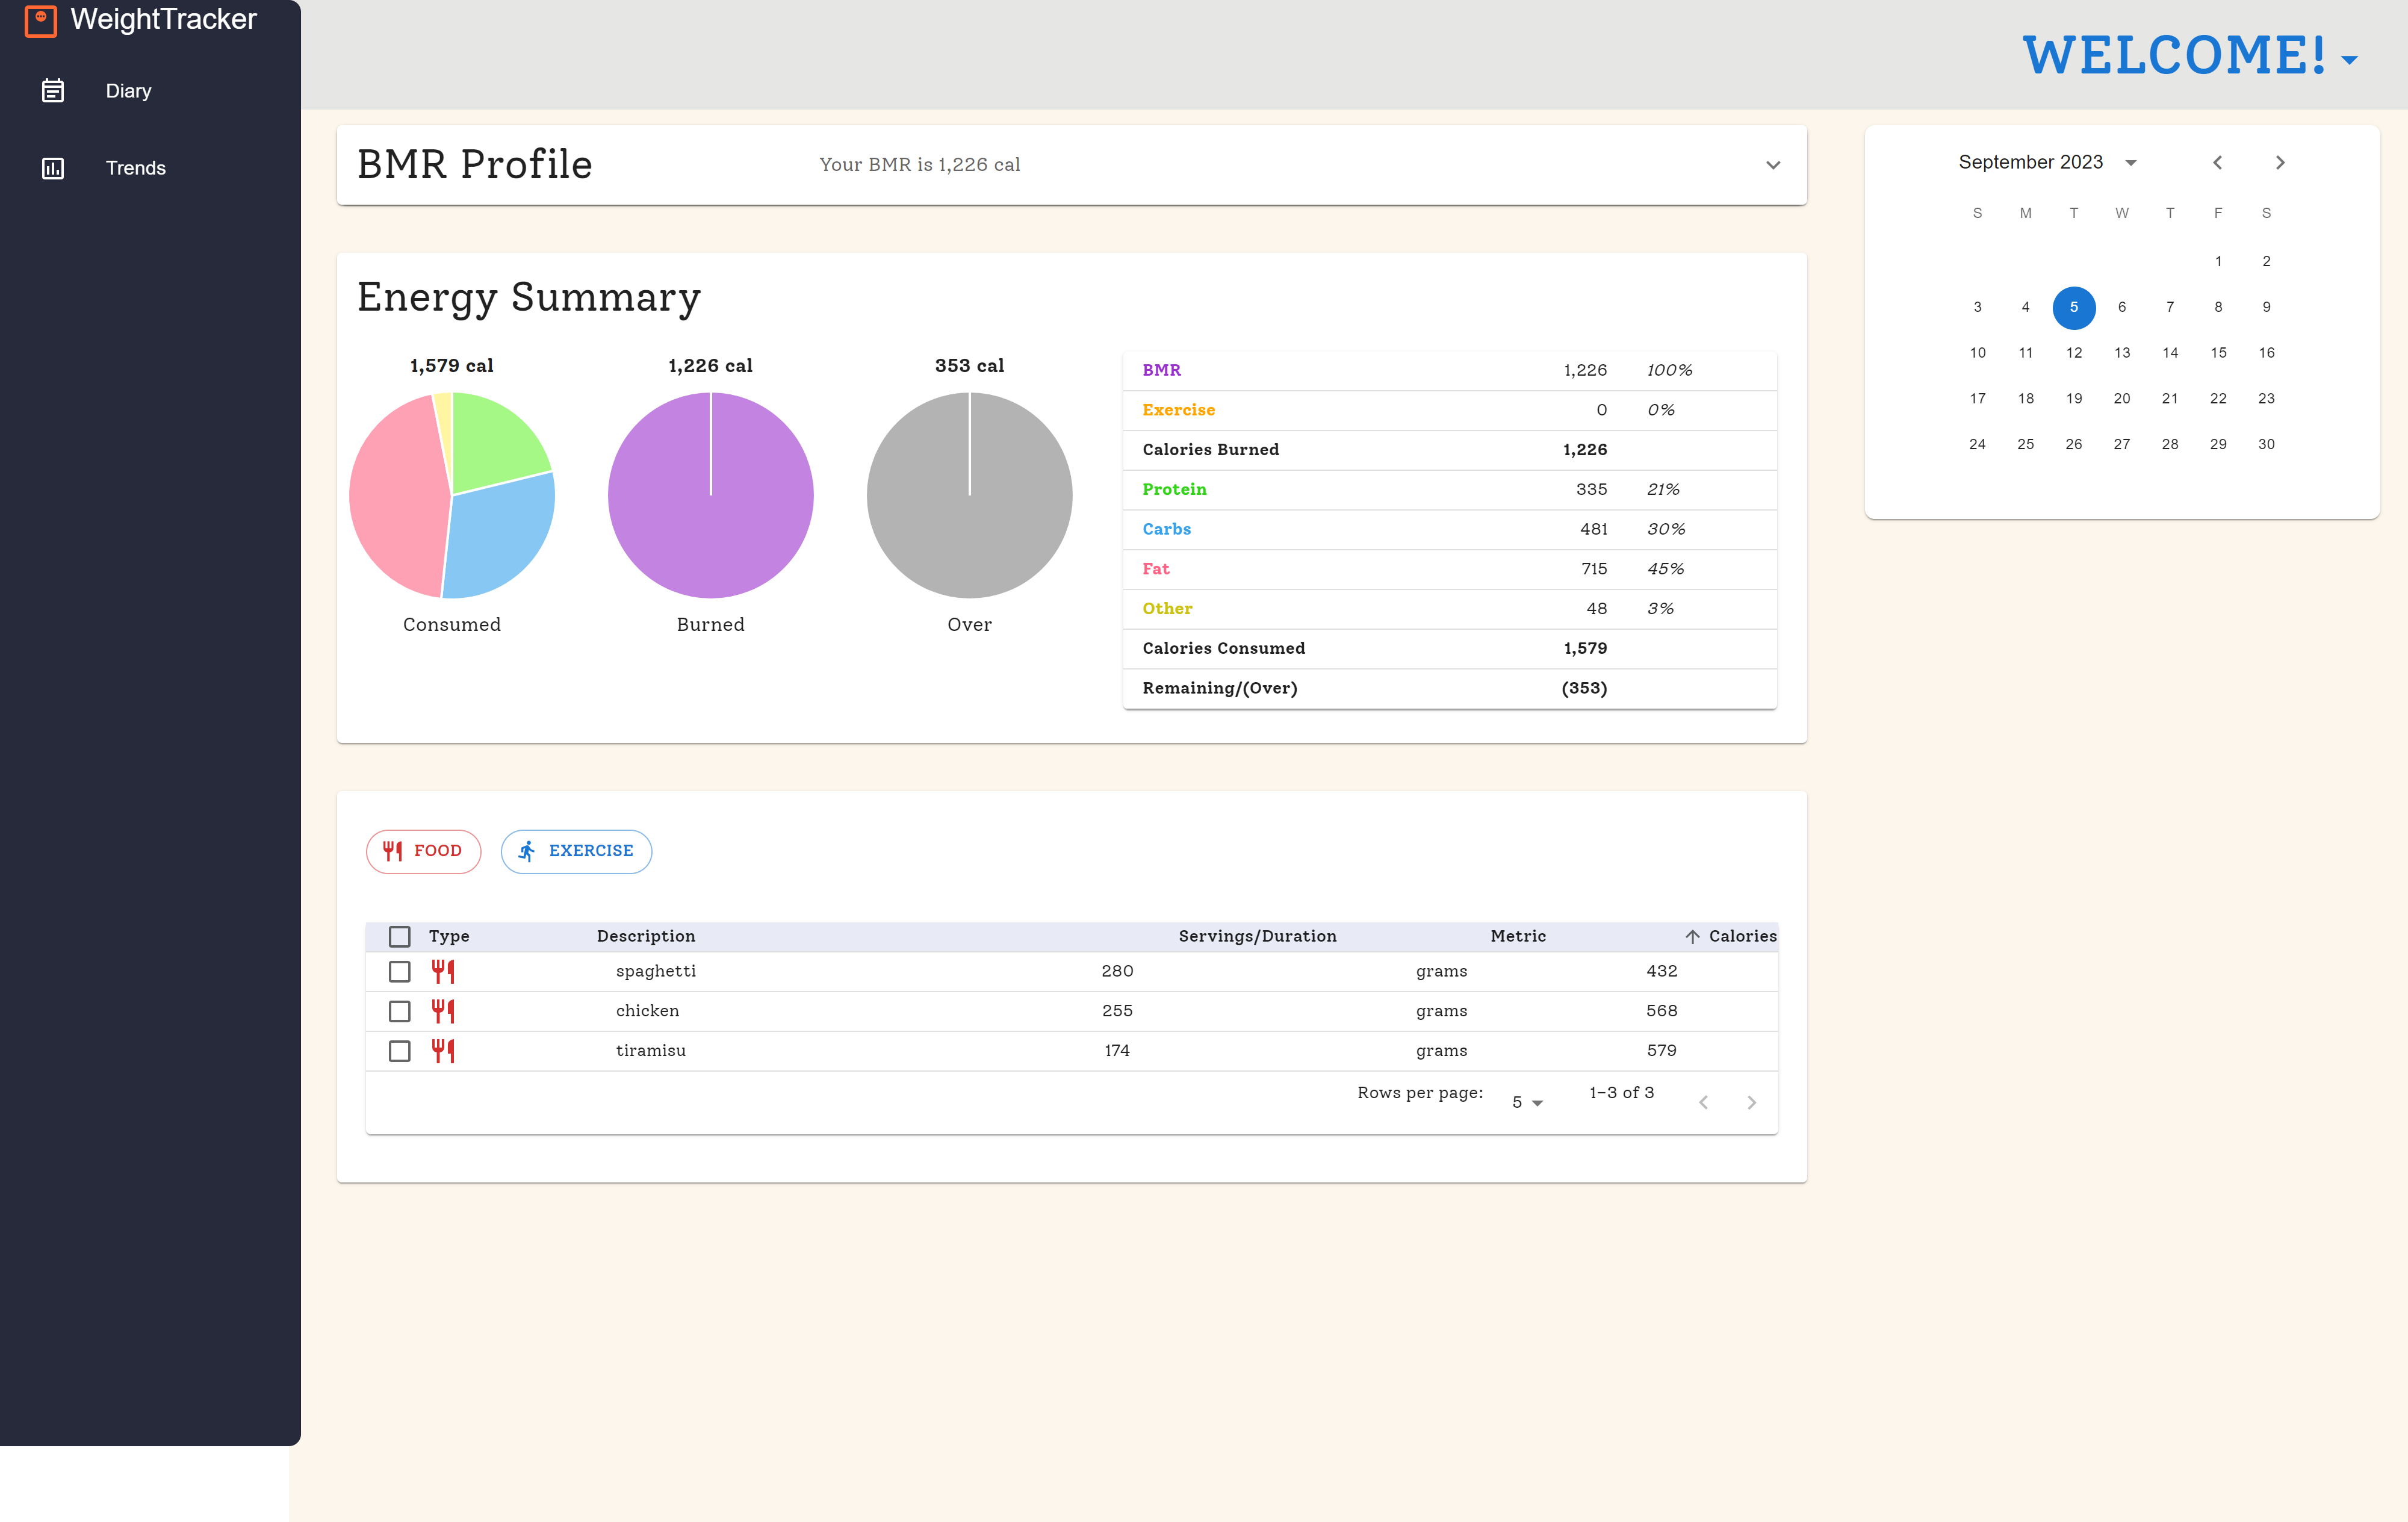 WeightTracker
Diary
Trends
WELCOME!
BMR Profile
Your BMR is 1,226 cal
Energy Summary
1,579 cal
Consumed
1,226 cal
Burned
353 cal
Over
BMR 1,226 100%
Exercise 0 0%
Calories Burned 1,226
Protein 335 21%
Carbs 481 30%
Fat 715 45%
Other 48 3%
Calories Consumed 1,579
Remaining/(Over) (353)
FOOD
EXERCISE
Type Description Servings/Duration Metric Calories
spaghetti 280 grams 432
chicken 255 grams 568
tiramisu 174 grams 579
Rows per page: 5 1–3 of 3
September 2023
S M T W T F S
1 2
3 4 5 6 7 8 9
10 11 12 13 14 15 16
17 18 19 20 21 22 23
24 25 26 27 28 29 30